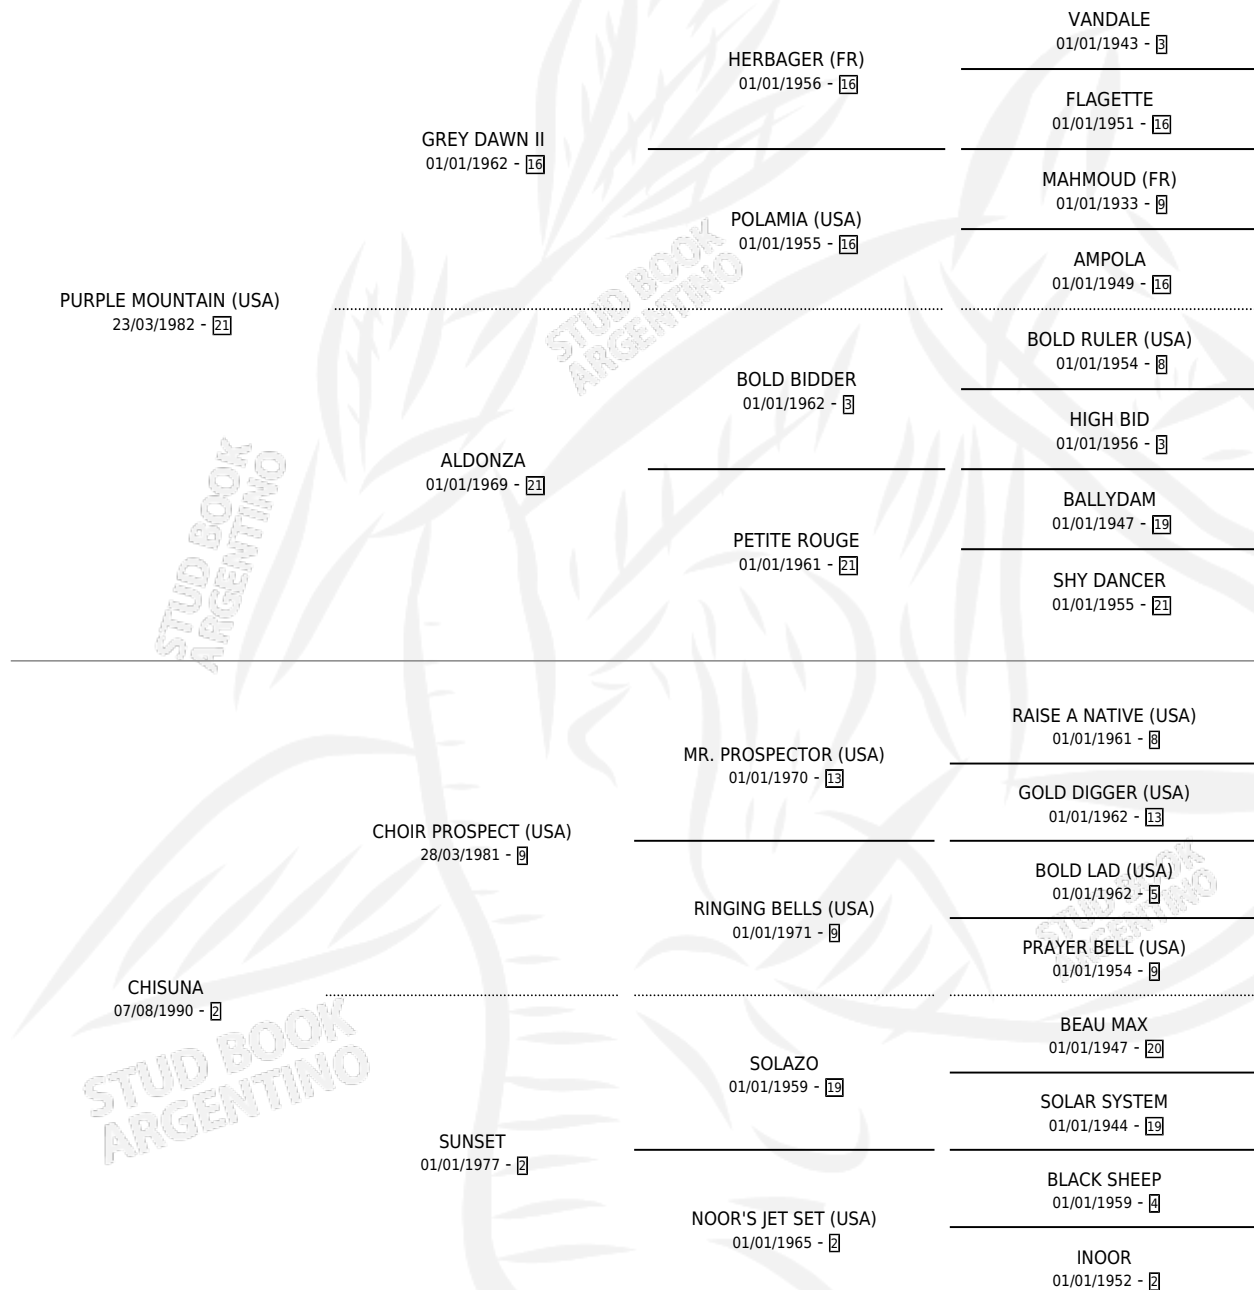 VANDALE
01/01/1943 - 3
HERBAGER (FR)
01/01/1956 - 16
FLAGETTE
01/01/1951 - 16
GREY DAWN II
01/01/1962 - 16
MAHMOUD (FR)
01/01/1933 - 9
POLAMIA (USA)
01/01/1955 - 16
AMPOLA
01/01/1949 - 16
PURPLE MOUNTAIN (USA)
23/03/1982 - 21
STUD BOOK
ARGENTINO
BOLD RULER (USA)
01/01/1954 - 8
BOLD BIDDER
01/01/1962 - 3
HIGH BID
01/01/1956 - 3
ALDONZA
01/01/1969 - 21
BALLYDAM
01/01/1947 - 19
PETITE ROUGE
01/01/1961 - 21
SHY DANCER
01/01/1955 - 21
STUD BOOK
ARGENTINO
RAISE A NATIVE (USA)
01/01/1961 - 8
MR. PROSPECTOR (USA)
01/01/1970 - 13
GOLD DIGGER (USA)
01/01/1962 - 13
CHOIR PROSPECT (USA)
28/03/1981 - 9
BOLD LAD (USA)
01/01/1962 - 5
RINGING BELLS (USA)
01/01/1971 - 9
PRAYER BELL (USA)
01/01/1954 - 9
STUD BOOK
ARGENTINO
CHISUNA
07/08/1990 - 2
STUD BOOK
ARGENTINO
BEAU MAX
01/01/1947 - 20
SOLAZO
01/01/1959 - 19
SOLAR SYSTEM
01/01/1944 - 19
SUNSET
01/01/1977 - 2
BLACK SHEEP
01/01/1959 - 4
NOOR'S JET SET (USA)
01/01/1965 - 2
INOOR
01/01/1952 - 2